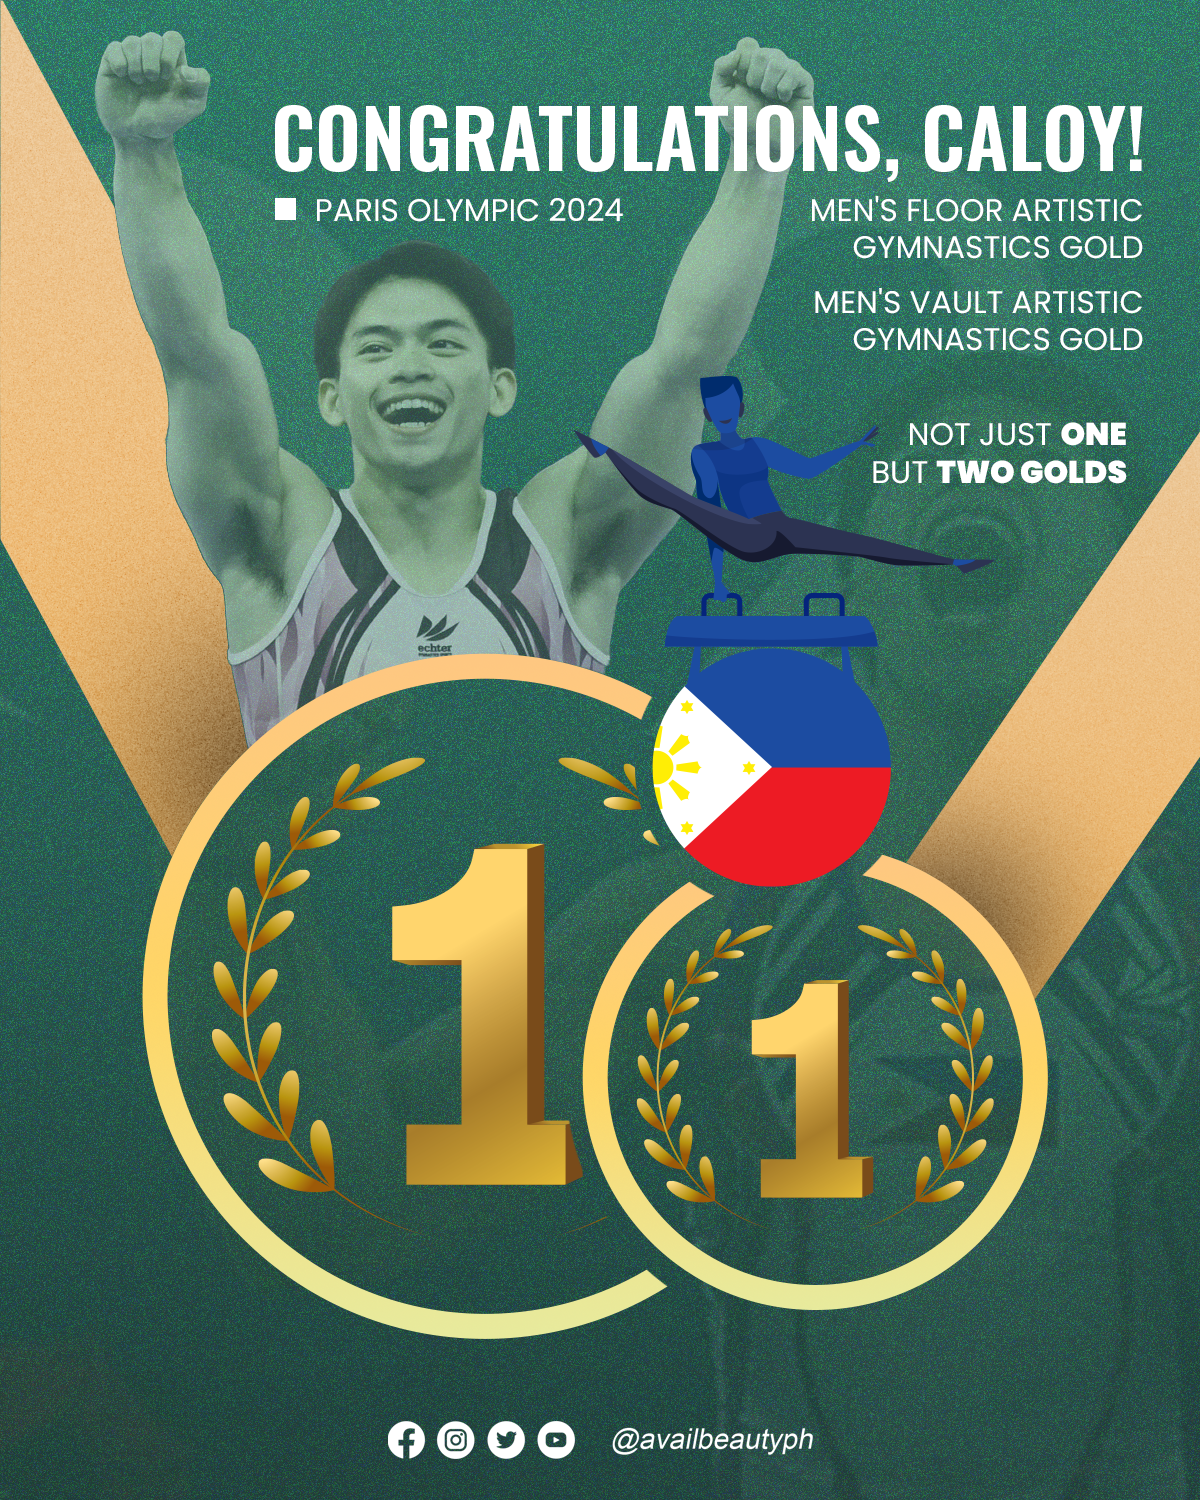 CONGRATULATIONS, CALOY!
PARIS OLYMPIC 2024
MEN'S FLOOR ARTISTIC
GYMNASTICS GOLD
MEN'S VAULT ARTISTIC
GYMNASTICS GOLD
NOT JUST ONE
BUT TWO GOLDS
echter
1
1
@availbeautyph